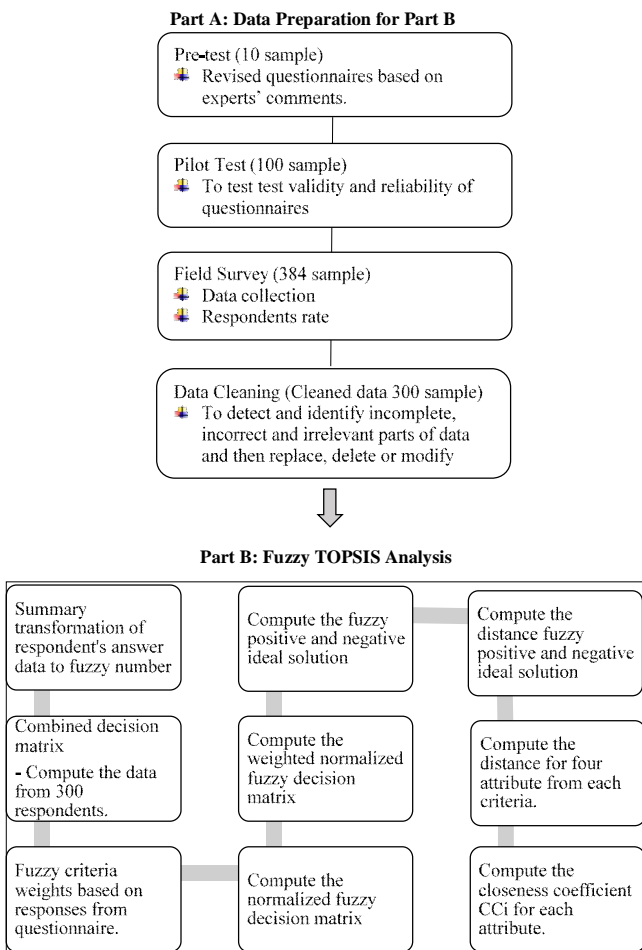 Part A: Data Preparation for Part B
Pre-test (10 sample)
Revised questionnaires based on
experts' comments.
Pilot Test (100 sample)
To test test validity and reliability of
questionnaires
Field Survey (384 sample)
Data collection
Respondents rate
Data Cleaning (Cleaned data 300 sample)
To detect and identify incomplete,
incorrect and irrelevant parts of data
and then replace, delete or modify
Part B: Fuzzy TOPSIS Analysis
Summary
transformation of
respondent's answer
data to fuzzy number
Combined decision
matrix
- Compute the data
from 300
respondents.
Fuzzy criteria
weights based on
responses from
questionnaire.
Compute the
normalized fuzzy
decision matrix
Compute the
weighted normalized
fuzzy decision
matrix
Compute the fuzzy
positive and negative
ideal solution
Compute the
distance fuzzy
positive and negative
ideal solution
Compute the
distance for four
attribute from each
criteria.
Compute the
closeness coefficient
CCi for each
attribute.